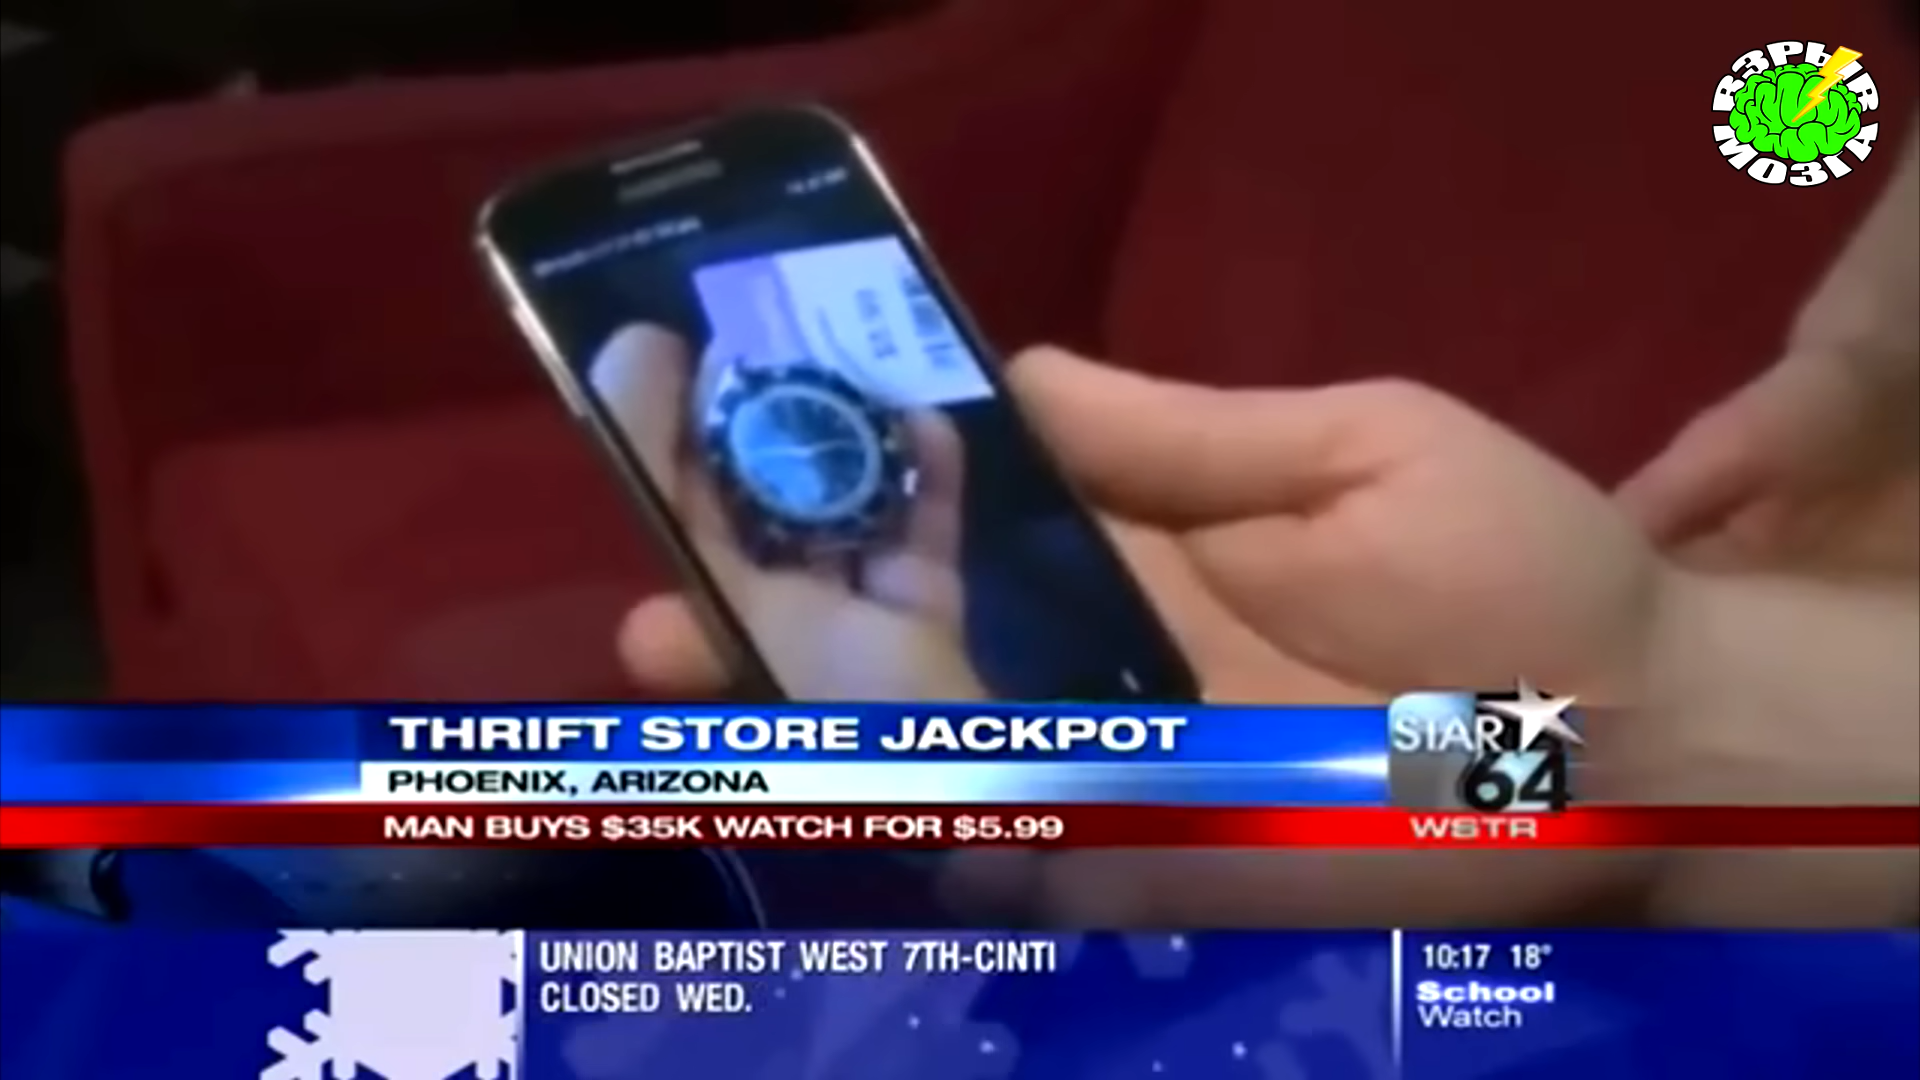 ВЗРЫВ
МОЗГА
THRIFT STORE JACKPOT
PHOENIX, ARIZONA
MAN BUYS $35K WATCH FOR $5.99
STAR
64
WSTR
UNION BAPTIST WEST 7TH-CINTI
CLOSED WED.
10:17 18°
School
Watch